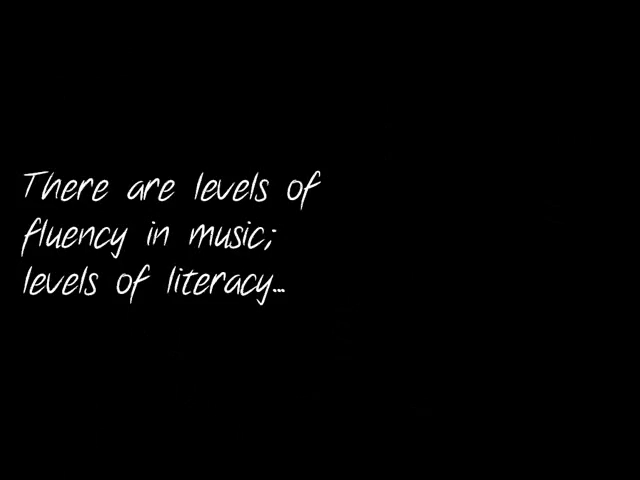 There are levels of
fluency in music;
levels of literacy...